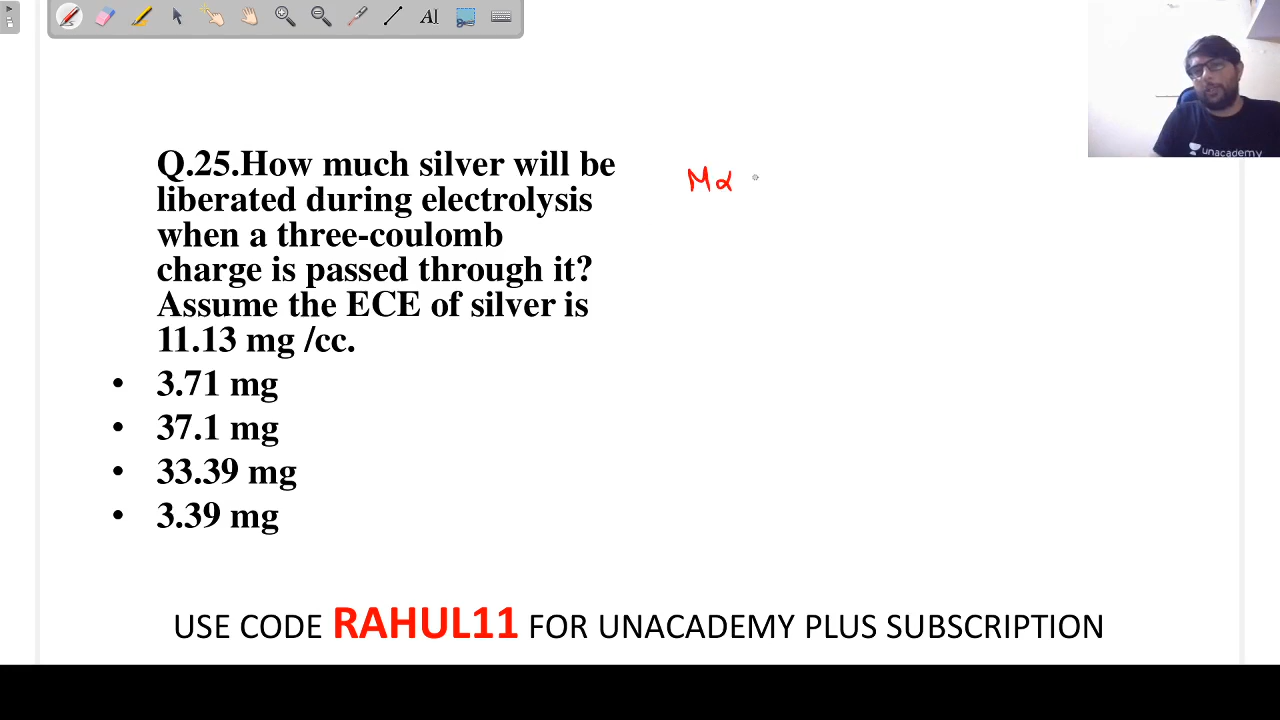 AI
unacademy
Q.25.How much silver will be
liberated during electrolysis
when a three-coulomb
charge is passed through it?
Assume the ECE of silver is
11.13 mg /cc.
• 3.71 mg
• 37.1 mg
• 33.39 mg
• 3.39 mg
M α
USE CODE RAHUL11 FOR UNACADEMY PLUS SUBSCRIPTION